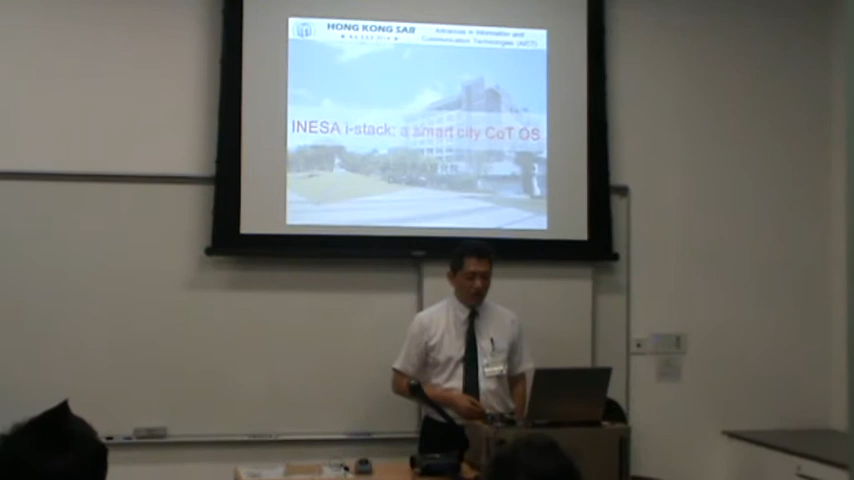 HONG KONG SAR
Advances in Information and
Communication Technologies (AICT)
INESA i-stack: a smart city CoT OS